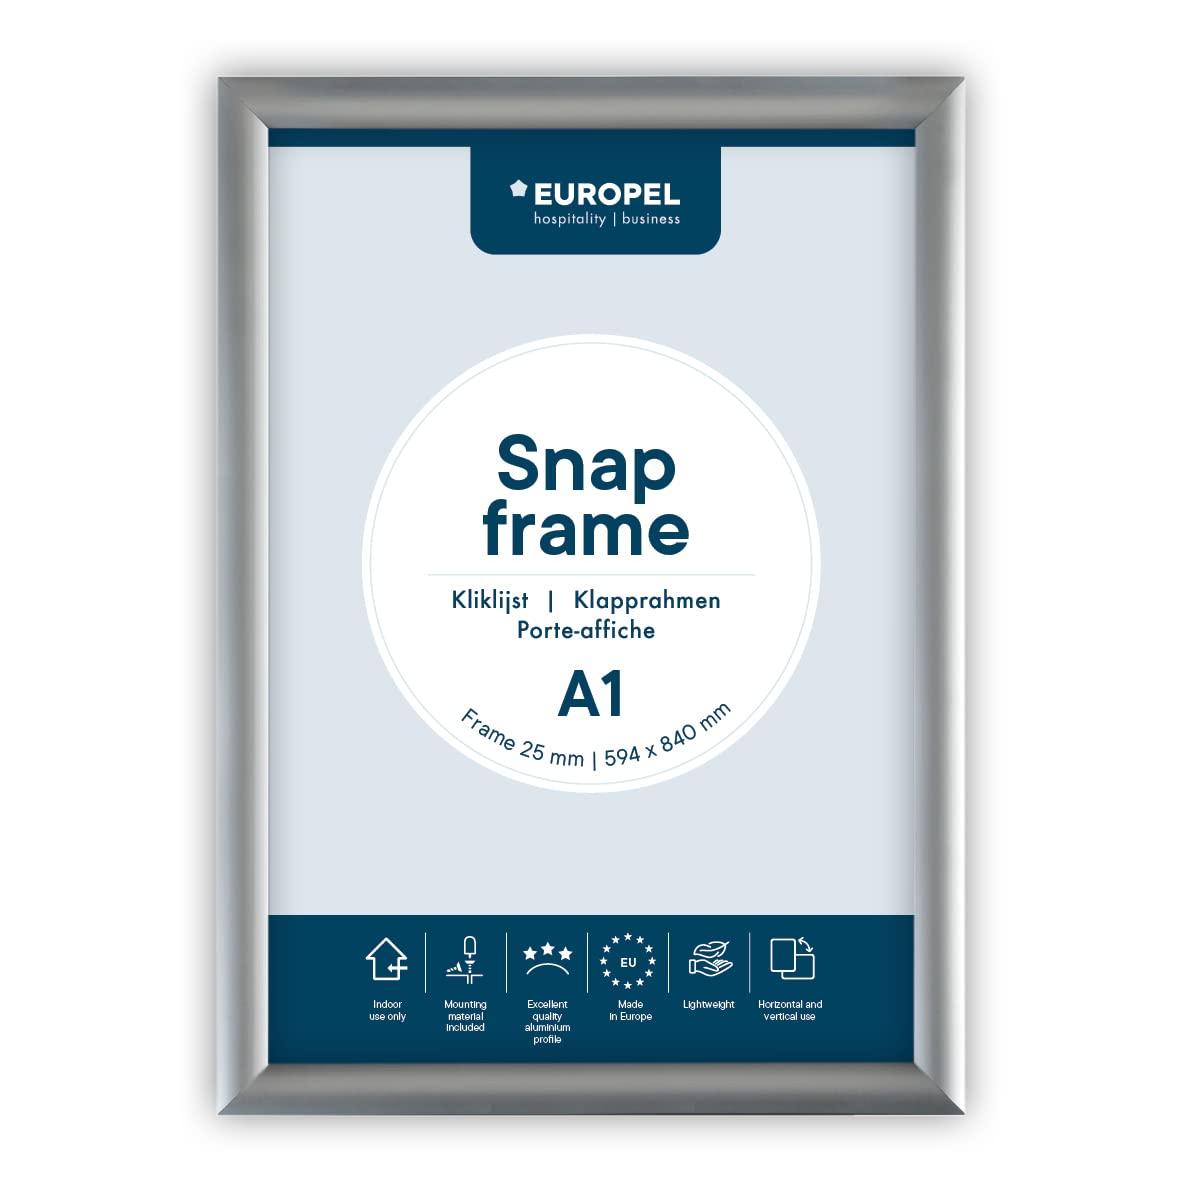 EUROPEL
hospitality | business
Snap
frame
Kliklijst | Klapprahmen
Porte-affiche
A1
Frame 25 mm | 594 x 840 mm
Indoor
use only
Mounting
material
included
Excellent
quality
aluminium
profile
EU
Made
in Europe
Lightweight
Horizontal and
vertical use